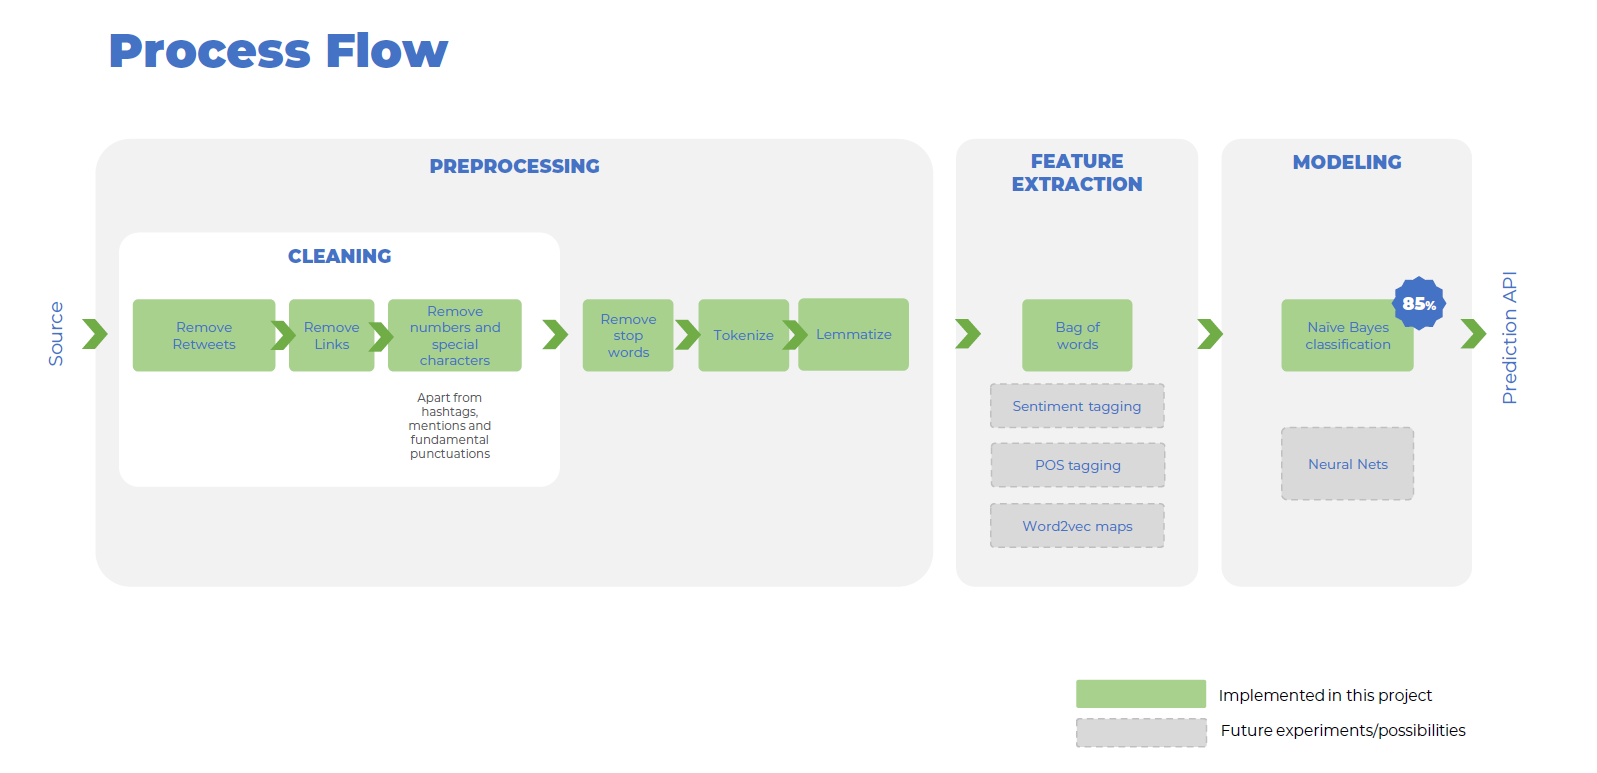 Process Flow
PREPROCESSING
FEATURE
EXTRACTION
MODELING
CLEANING
Source
Remove
Retweets
Remove
Links
Remove
numbers and
special
characters
Apart from
hashtags,
mentions and
fundamental
punctuations
Remove
stop
words
Tokenize
Lemmatize
Bag of
words
Sentiment tagging
POS tagging
Word2vec maps
Naïve Bayes
classification
85%
Neural Nets
Prediction API
Implemented in this project
Future experiments/possibilities